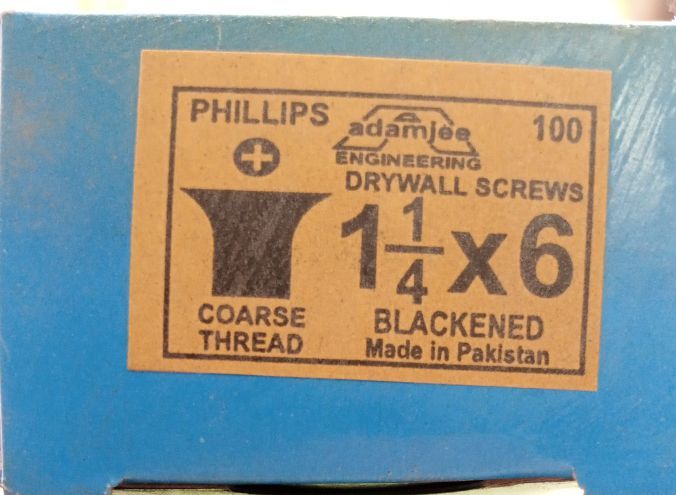 PHILLIPS
adamjee
ENGINEERING
100
DRYWALL SCREWS
1 1/4 x 6
COARSE
THREAD
BLACKENED
Made in Pakistan